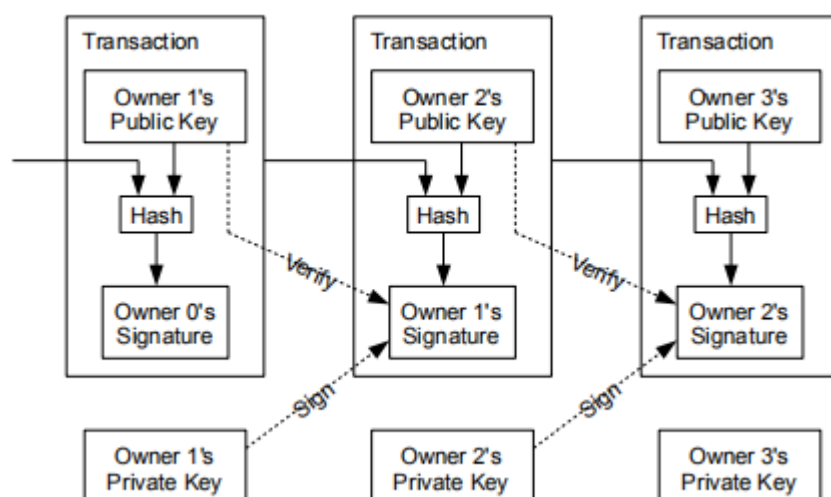 Transaction
Transaction
Transaction
Owner 1's
Public Key
Owner 2's
Public Key
Owner 3's
Public Key
Hash
Hash
Hash
Verify
Verify
Owner 0's
Signature
Owner 1's
Signature
Owner 2's
Signature
Sign
Sign
Owner 1's
Private Key
Owner 2's
Private Key
Owner 3's
Private Key